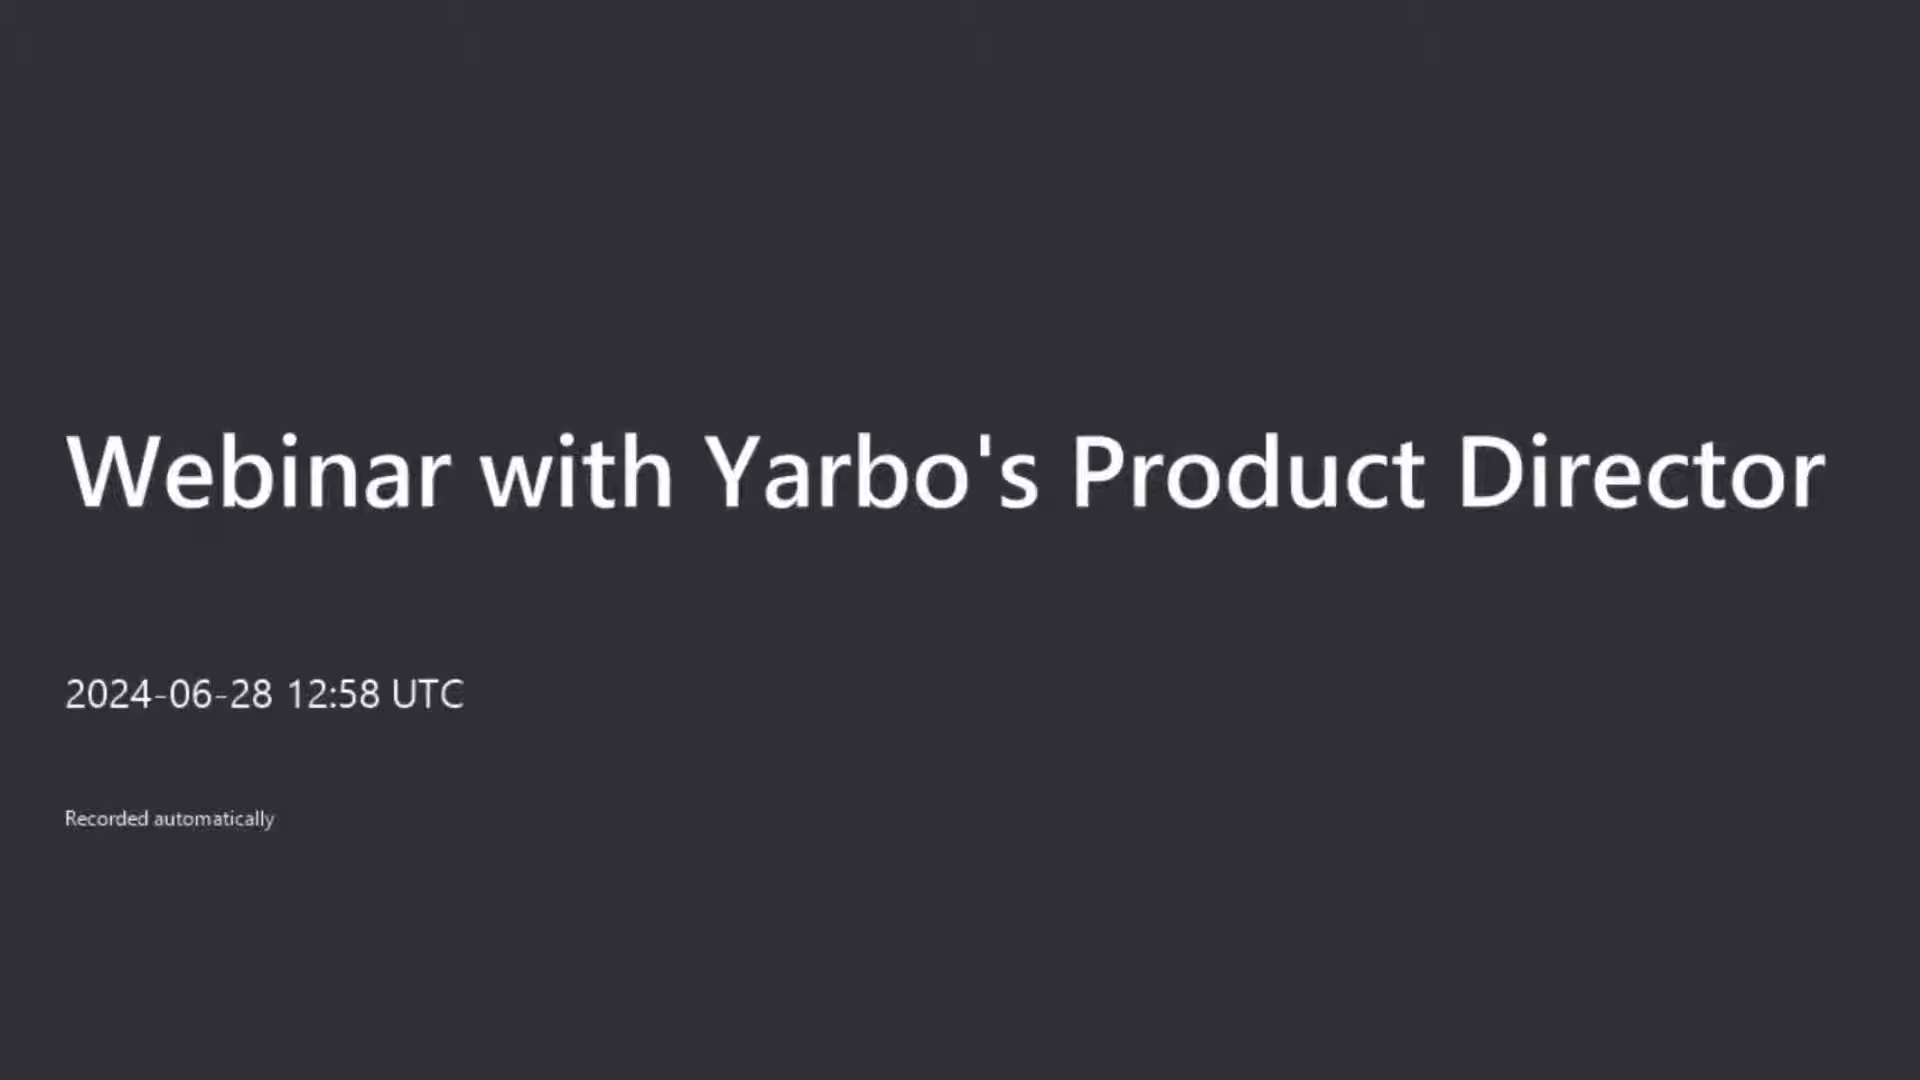 Webinar with Yarbo's Product Director
2024-06-28 12:58 UTC
Recorded automatically